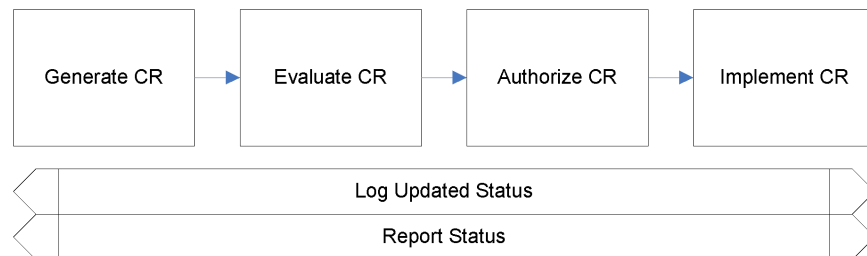 Generate CR
Evaluate CR
Authorize CR
Implement CR
Log Updated Status
Report Status